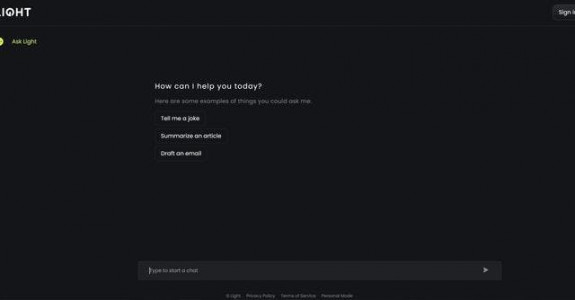 LIGHT
Sign in
Ask Light
How can I help you today?
Here are some examples of things you could ask me.
Tell me a joke
Summarize an article
Draft an email
Type to start a chat
© Light Privacy Policy Terms of Service Personal Mode